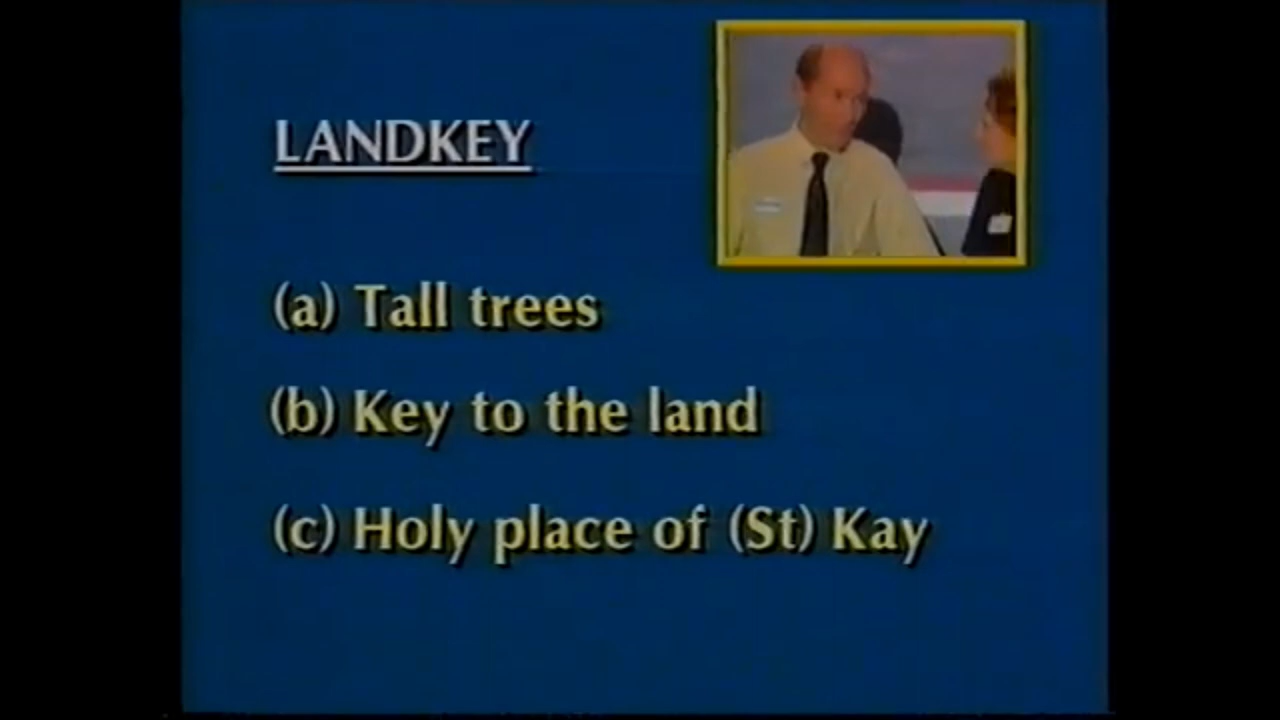 LANDKEY
(a) Tall trees
(b) Key to the land
(c) Holy place of (St) Kay